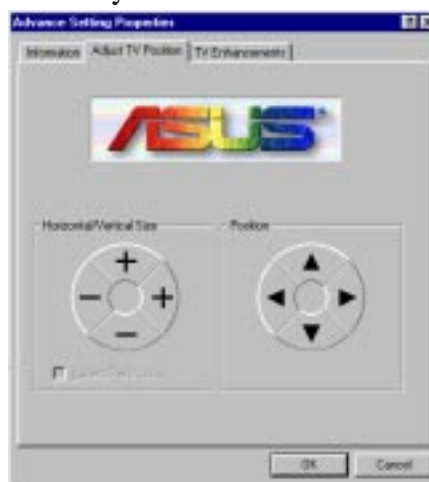 Advance Setting Properties
Information Adjust TV Position TV Enhancements
ASUS
Horizontal/Vertical Size Position
OK Cancel